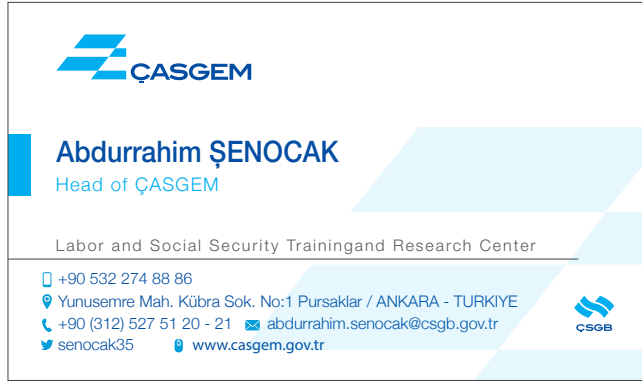 ÇASGEM
Abdurrahim ŞENOCAK
Head of ÇASGEM
Labor and Social Security Trainingand Research Center
+90 532 274 88 86
Yunusemre Mah. Kübra Sok. No:1 Pursaklar / ANKARA - TURKIYE
+90 (312) 527 51 20 - 21 abdurrahim.senocak@csgb.gov.tr
senocak35 www.casgem.gov.tr
ÇSGB